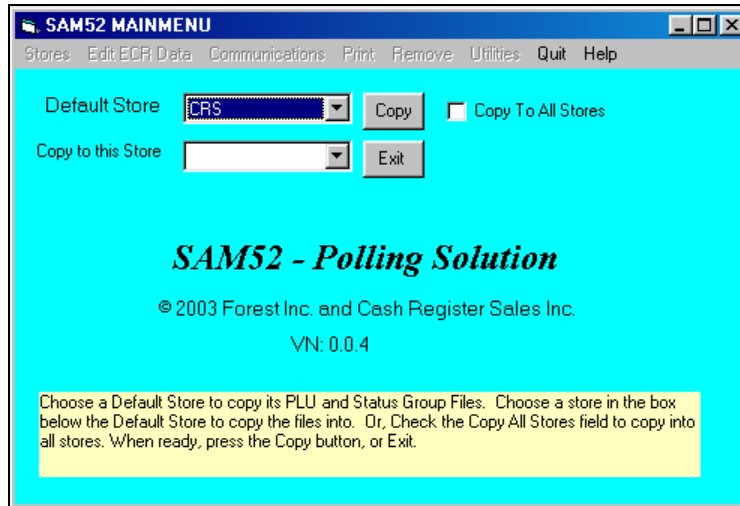 SAM52 MAINMENU
Stores Edit ECR Data Communications Print Remove Utilities Quit Help
Default Store CRS Copy Copy To All Stores
Copy to this Store Exit
SAM52 - Polling Solution
© 2003 Forest Inc. and Cash Register Sales Inc.
VN: 0.0.4
Choose a Default Store to copy its PLU and Status Group Files. Choose a store in the box
below the Default Store to copy the files into. Or, Check the Copy All Stores field to copy into
all stores. When ready, press the Copy button, or Exit.